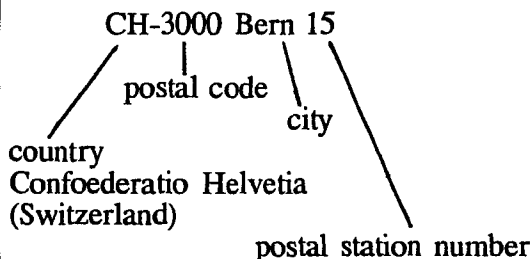 CH-3000 Bern 15
postal code
city
country
Confoederatio Helvetia
(Switzerland)
postal station number